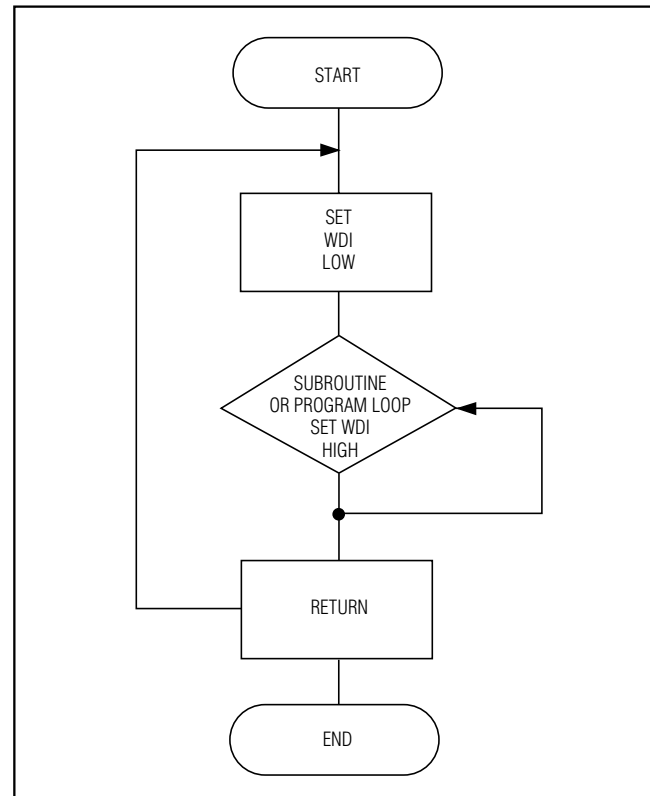 START
SET
WDI
LOW
SUBROUTINE
OR PROGRAM LOOP
SET WDI
HIGH
RETURN
END